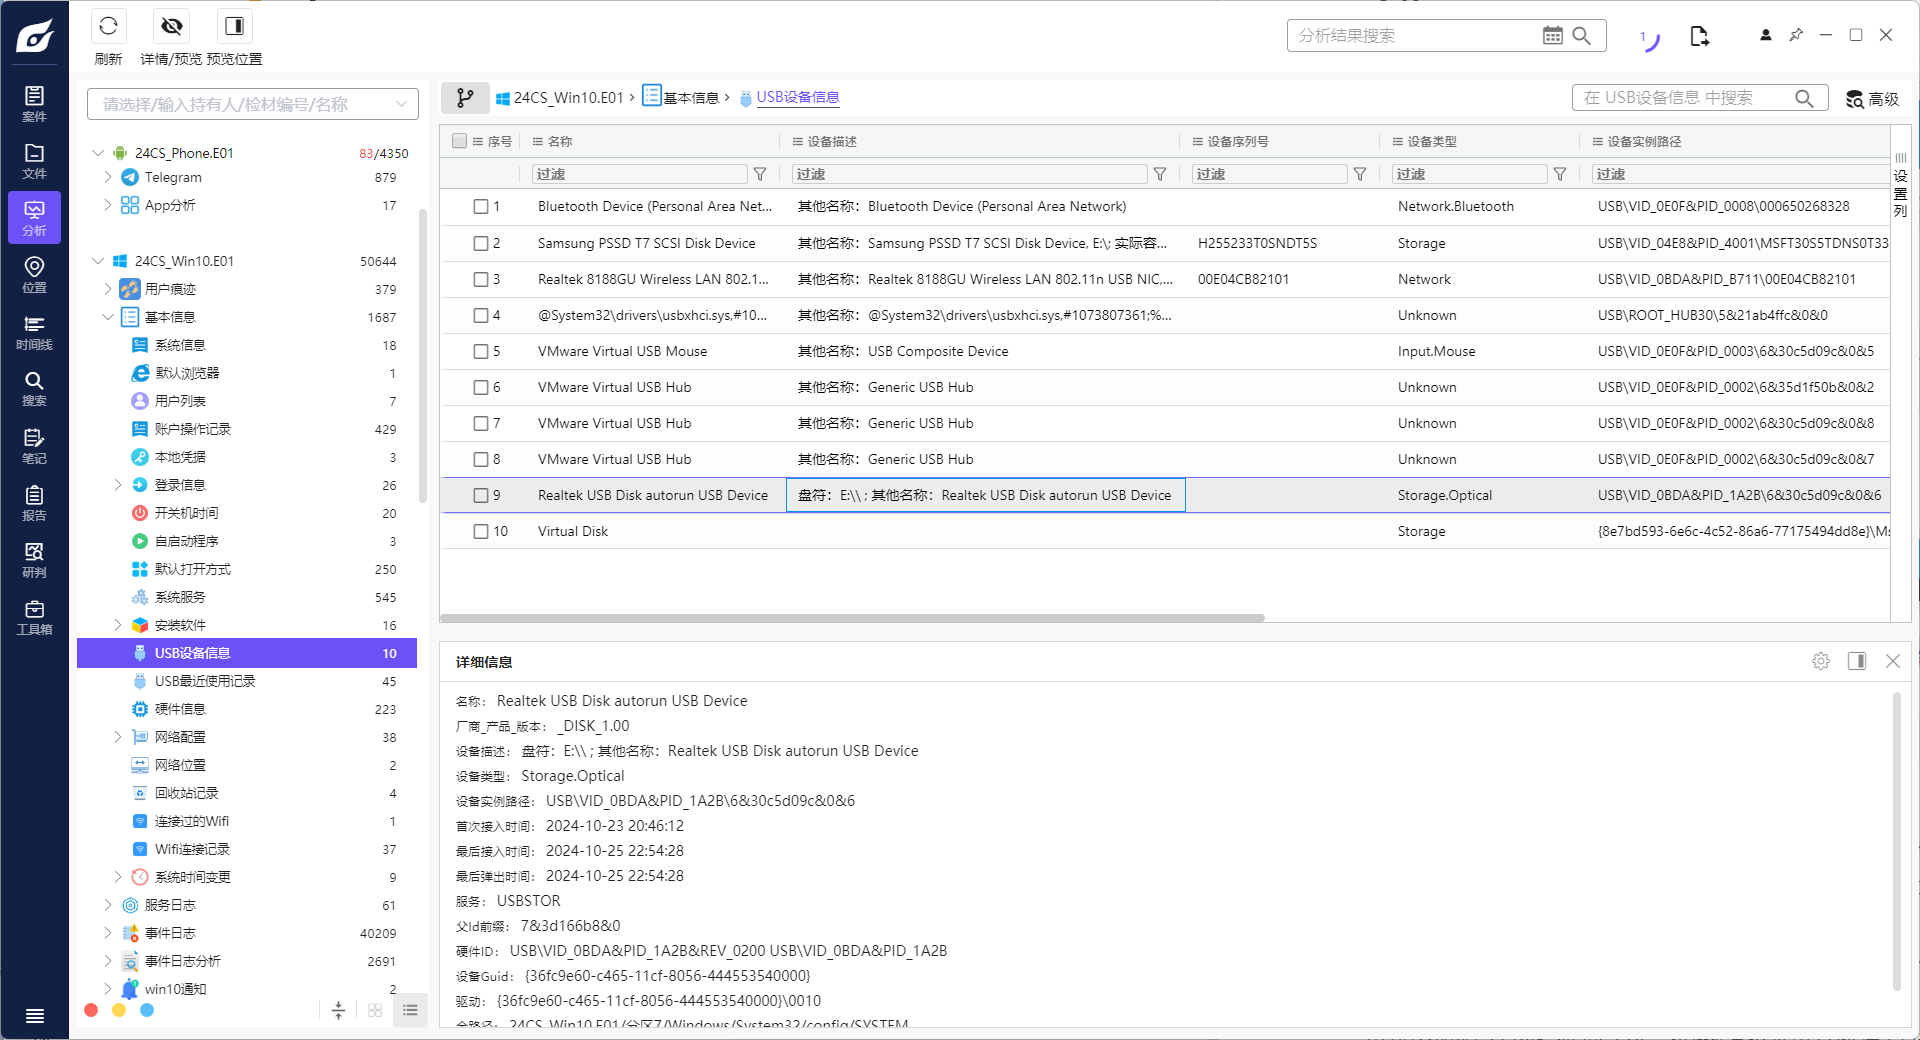 刷新
详情/预览
预览位置
分析结果搜索
1
案件
文件
分析
位置
时间线
搜索
笔记
报告
研判
工具箱
请选择/输入持有人/检材编号/名称
24CS_Phone.E01 83/4350
Telegram 879
App分析 17
24CS_Win10.E01 50644
用户痕迹 379
基本信息 1687
系统信息 18
默认浏览器 1
用户列表 7
账户操作记录 429
本地凭据 3
登录信息 26
开关机时间 20
自启动程序 3
默认打开方式 250
系统服务 545
安装软件 16
USB设备信息 10
USB最近使用记录 45
硬件信息 223
网络配置 38
网络位置 2
回收站记录 4
连接过的Wifi 1
Wifi连接记录 37
系统时间变更 9
服务日志 61
事件日志 40209
事件日志分析 2691
win10通知 2
24CS_Win10.E01 › 基本信息 › USB设备信息
在 USB设备信息 中搜索
高级
序号 名称 设备描述 设备序列号 设备类型 设备实例路径
过滤 过滤 过滤 过滤 过滤
设置列
1 Bluetooth Device (Personal Area Net... 其他名称：Bluetooth Device (Personal Area Network) Network.Bluetooth USB\VID_0E0F&PID_0008\000650268328
2 Samsung PSSD T7 SCSI Disk Device 其他名称：Samsung PSSD T7 SCSI Disk Device, E:\; 实际容... H255233T0SNDT5S Storage USB\VID_04E8&PID_4001\MSFT30S5TDNS0T33
3 Realtek 8188GU Wireless LAN 802.1... 其他名称：Realtek 8188GU Wireless LAN 802.11n USB NIC,... 00E04CB82101 Network USB\VID_0BDA&PID_B711\00E04CB82101
4 @System32\drivers\usbxhci.sys,#10... 其他名称：@System32\drivers\usbxhci.sys,#1073807361;%... Unknown USB\ROOT_HUB30\5&21ab4ffc&0&0
5 VMware Virtual USB Mouse 其他名称：USB Composite Device Input.Mouse USB\VID_0E0F&PID_0003\6&30c5d09c&0&5
6 VMware Virtual USB Hub 其他名称：Generic USB Hub Unknown USB\VID_0E0F&PID_0002\6&35d1f50b&0&2
7 VMware Virtual USB Hub 其他名称：Generic USB Hub Unknown USB\VID_0E0F&PID_0002\6&30c5d09c&0&8
8 VMware Virtual USB Hub 其他名称：Generic USB Hub Unknown USB\VID_0E0F&PID_0002\6&30c5d09c&0&7
9 Realtek USB Disk autorun USB Device 盘符：E:\\ ; 其他名称：Realtek USB Disk autorun USB Device Storage.Optical USB\VID_0BDA&PID_1A2B\6&30c5d09c&0&6
10 Virtual Disk Storage {8e7bd593-6e6c-4c52-86a6-77175494dd8e}\Ms
详细信息
名称： Realtek USB Disk autorun USB Device
厂商_产品_版本： _DISK_1.00
设备描述： 盘符：E:\\ ; 其他名称：Realtek USB Disk autorun USB Device
设备类型： Storage.Optical
设备实例路径： USB\VID_0BDA&PID_1A2B\6&30c5d09c&0&6
首次接入时间： 2024-10-23 20:46:12
最后接入时间： 2024-10-25 22:54:28
最后弹出时间： 2024-10-25 22:54:28
服务： USBSTOR
父Id前缀： 7&3d166b8&0
硬件ID： USB\VID_0BDA&PID_1A2B&REV_0200 USB\VID_0BDA&PID_1A2B
设备Guid： {36fc9e60-c465-11cf-8056-444553540000}
驱动： {36fc9e60-c465-11cf-8056-444553540000}\0010
全路径： 24CS_Win10.E01/分区7/Windows/System32/config/SYSTEM